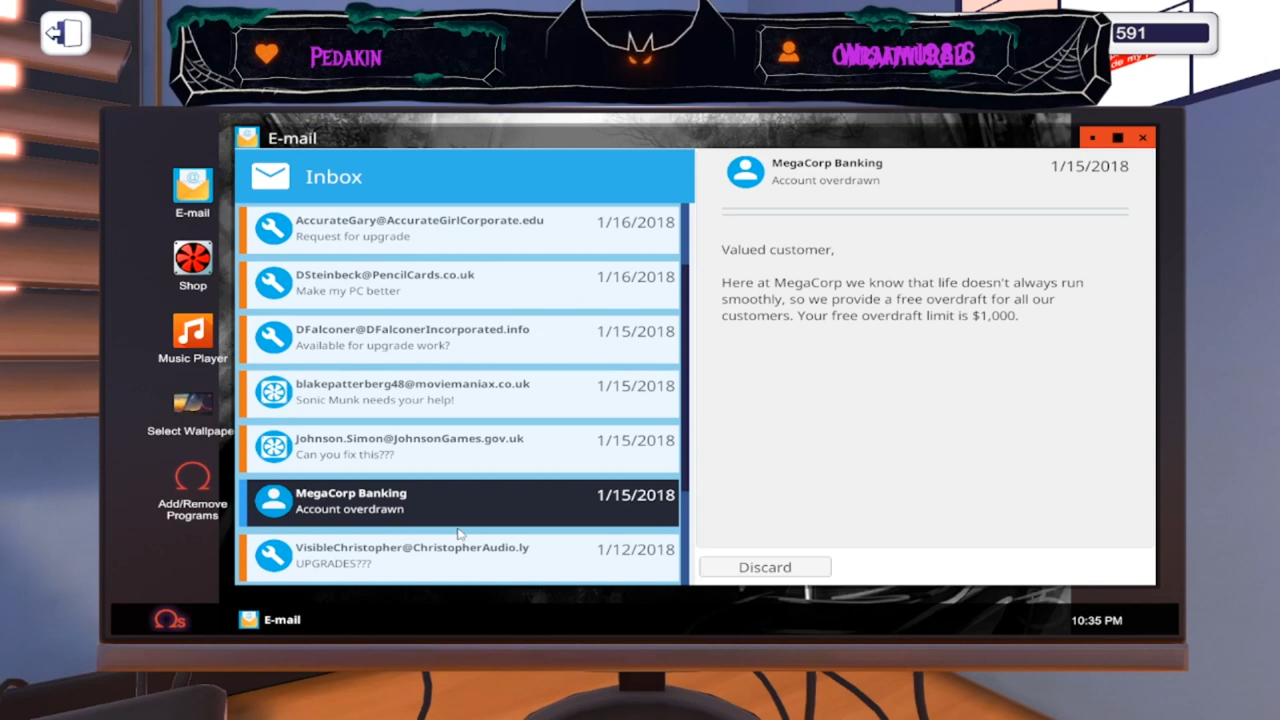 PEDAKIN
591
E-mail
Inbox
AccurateGary@AccurateGirlCorporate.edu
1/16/2018
Request for upgrade
DSteinbeck@PencilCards.co.uk
1/16/2018
Make my PC better
DFalconer@DFalconerIncorporated.info
1/15/2018
Available for upgrade work?
blakepatterberg48@moviemaniax.co.uk
1/15/2018
Sonic Munk needs your help!
Johnson.Simon@JohnsonGames.gov.uk
1/15/2018
Can you fix this???
MegaCorp Banking
1/15/2018
Account overdrawn
VisibleChristopher@ChristopherAudio.ly
1/12/2018
UPGRADES???
MegaCorp Banking
1/15/2018
Account overdrawn
Valued customer,
Here at MegaCorp we know that life doesn't always run
smoothly, so we provide a free overdraft for all our
customers. Your free overdraft limit is $1,000.
Discard
E-mail
Shop
Music Player
Select Wallpape
Add/Remove
Programs
Ωs
E-mail
10:35 PM